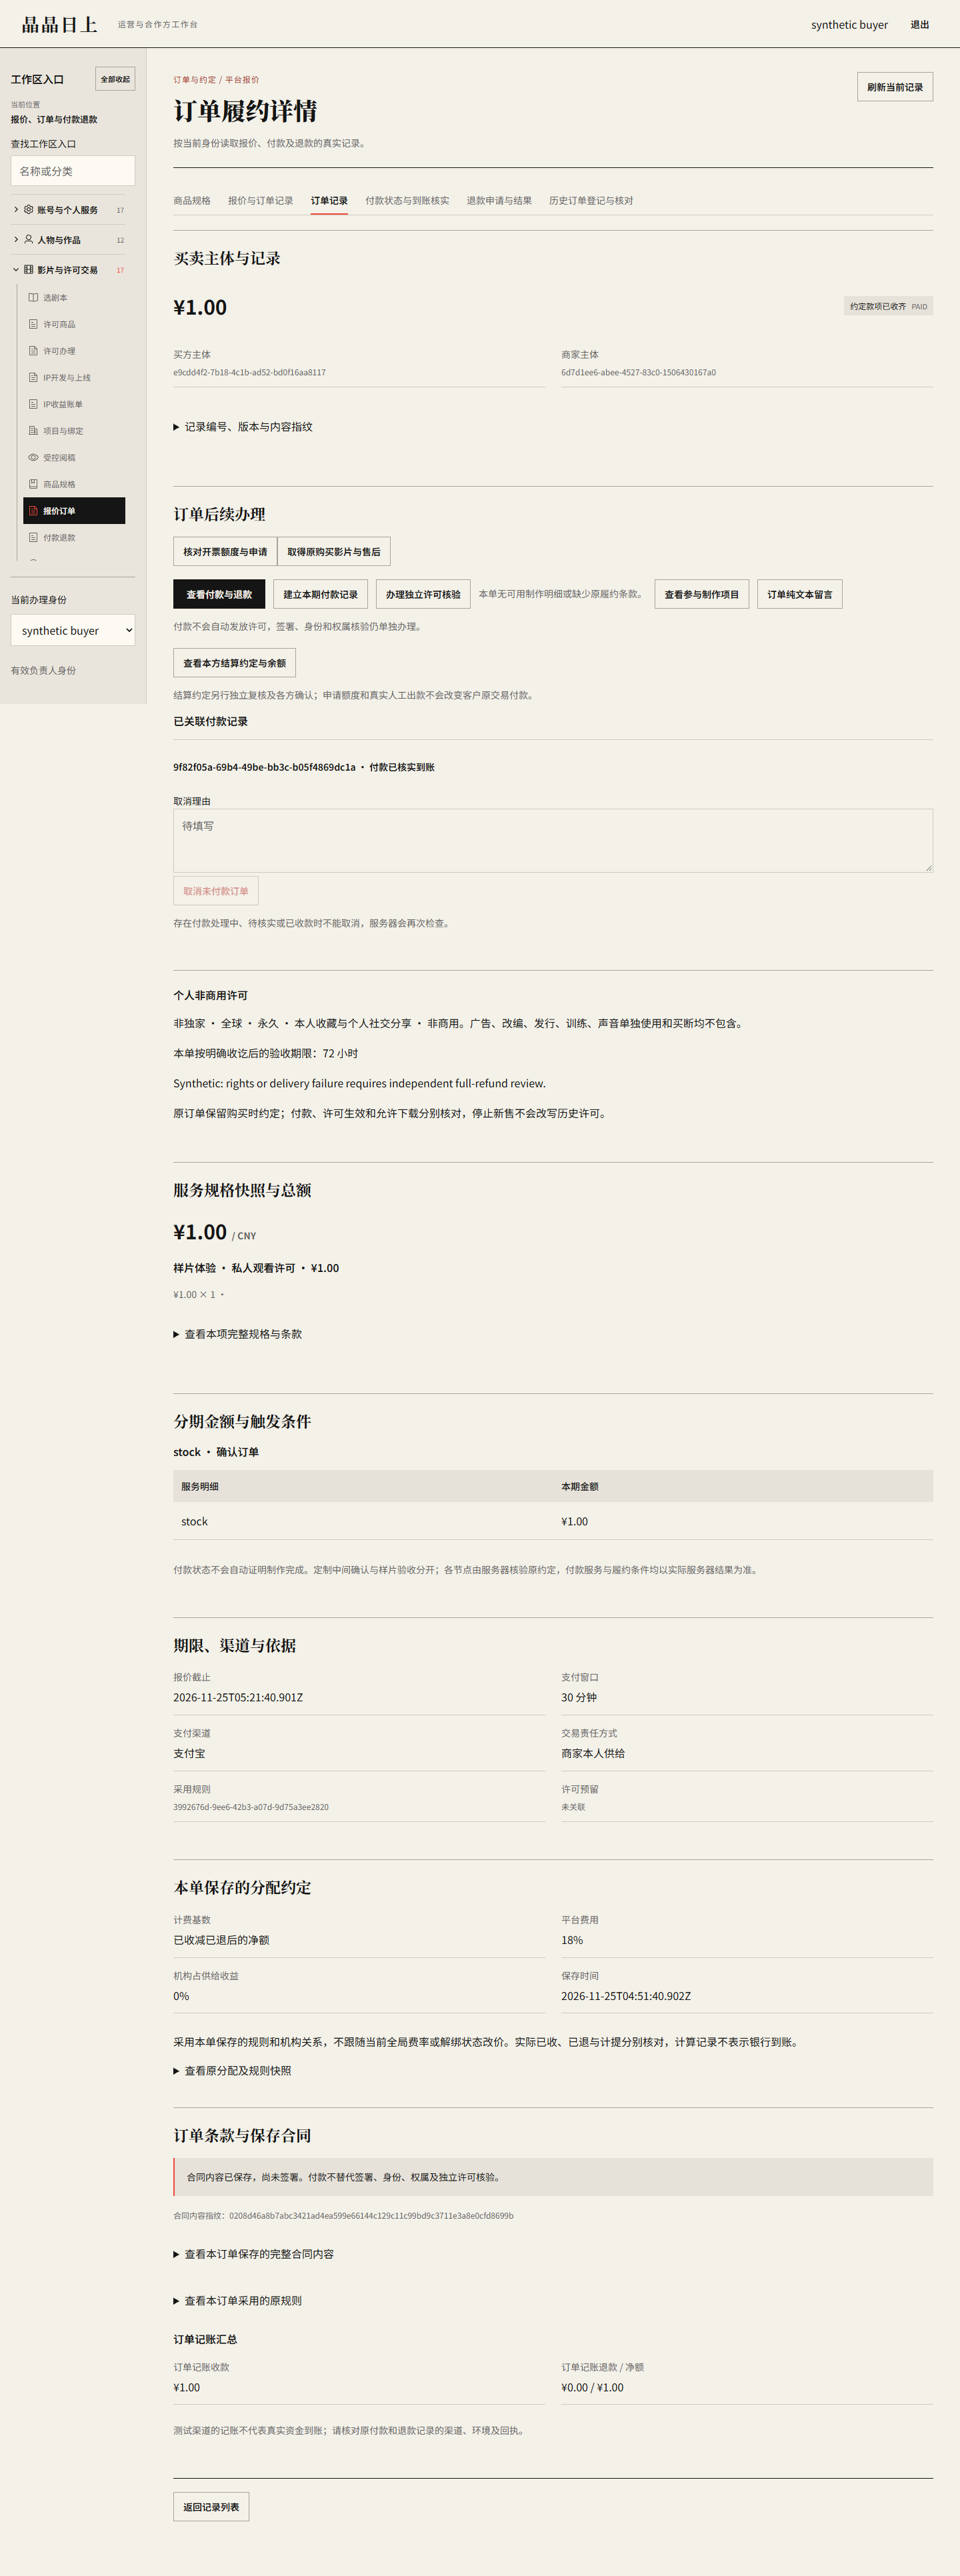 晶晶日上
运营与合作方工作台
synthetic buyer
退出
工作区入口
全部收起
当前位置
报价、订单与付款退款
查找工作区入口
名称或分类
账号与个人服务 17
人物与作品 12
影片与许可交易 17
选剧本
许可商品
许可办理
IP开发与上线
IP收益账单
项目与绑定
受控阅稿
商品规格
报价订单
付款退款
当前办理身份
synthetic buyer
有效负责人身份
订单与约定 / 平台报价
订单履约详情
按当前身份读取报价、付款及退款的真实记录。
刷新当前记录
商品规格 报价与订单记录 订单记录 付款状态与到账核实 退款申请与结果 历史订单登记与核对
买卖主体与记录
¥1.00
约定款项已收齐 PAID
买方主体
e9cdd4f2-7b18-4c1b-ad52-bd0f16aa8117
商家主体
6d7d1ee6-abee-4527-83c0-1506430167a0
记录编号、版本与内容指纹
订单后续办理
核对开票额度与申请 取得原购买影片与售后
查看付款与退款 建立本期付款记录 办理独立许可核验 本单无可用制作明细或缺少原履约条款。 查看参与制作项目 订单纯文本留言
付款不会自动发放许可，签署、身份和权属核验仍单独办理。
查看本方结算约定与余额
结算约定另行独立复核及各方确认；申请额度和真实人工出款不会改变客户原交易付款。
已关联付款记录
9f82f05a-69b4-49be-bb3c-b05f4869dc1a · 付款已核实到账
取消理由
待填写
取消未付款订单
存在付款处理中、待核实或已收款时不能取消，服务器会再次检查。
个人非商用许可
非独家 · 全球 · 永久 · 本人收藏与个人社交分享 · 非商用。广告、改编、发行、训练、声音单独使用和买断均不包含。
本单按明确收讫后的验收期限：72 小时
Synthetic: rights or delivery failure requires independent full-refund review.
原订单保留购买时约定；付款、许可生效和允许下载分别核对，停止新售不会改写历史许可。
服务规格快照与总额
¥1.00 / CNY
样片体验 · 私人观看许可 · ¥1.00
¥1.00 × 1 ·
查看本项完整规格与条款
分期金额与触发条件
stock · 确认订单
服务明细 本期金额
stock ¥1.00
付款状态不会自动证明制作完成。定制中间确认与样片验收分开；各节点由服务器核验原约定，付款服务与履约条件均以实际服务器结果为准。
期限、渠道与依据
报价截止
2026-11-25T05:21:40.901Z
支付窗口
30 分钟
支付渠道
支付宝
交易责任方式
商家本人供给
采用规则
3992676d-9ee6-42b3-a07d-9d75a3ee2820
许可预留
未关联
本单保存的分配约定
计费基数
已收减已退后的净额
平台费用
18%
机构占供给收益
0%
保存时间
2026-11-25T04:51:40.902Z
采用本单保存的规则和机构关系，不跟随当前全局费率或解绑状态改价。实际已收、已退与计提分别核对，计算记录不表示银行到账。
查看原分配及规则快照
订单条款与保存合同
合同内容已保存，尚未签署。付款不替代签署、身份、权属及独立许可核验。
合同内容指纹：0208d46a8b7abc3421ad4ea599e66144c129c11c99bd9c3711e3a8e0cfd8699b
查看本订单保存的完整合同内容
查看本订单采用的原规则
订单记账汇总
订单记账收款
¥1.00
订单记账退款 / 净额
¥0.00 / ¥1.00
测试渠道的记账不代表真实资金到账；请核对原付款和退款记录的渠道、环境及回执。
返回记录列表